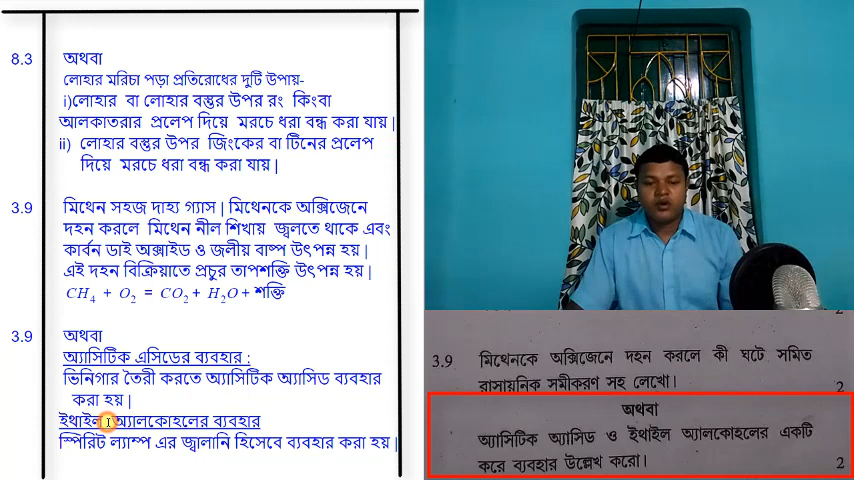 8.3 অথবা
লোহার মরিচা পড়া প্রতিরোধের দুটি উপায়-
i)লোহার বা লোহার বস্তুর উপর রং কিংবা
আলকাতরার প্রলেপ দিয়ে মরচে ধরা বন্ধ করা যায়|
ii) লোহার বস্তুর উপর জিংকের বা টিনের প্রলেপ
দিয়ে মরচে ধরা বন্ধ করা যায়|
3.9 মিথেন সহজ দাহ্য গ্যাস| মিথেনকে অক্সিজেনে
দহন করলে মিথেন নীল শিখায় জ্বলতে থাকে এবং
কার্বন ডাই অক্সাইড ও জলীয় বাষ্প উৎপন্ন হয়|
এই দহন বিক্রিয়াতে প্রচুর তাপশক্তি উৎপন্ন হয়|
CH₄ + O₂ = CO₂ + H₂O + শক্তি
3.9 অথবা
অ্যাসিটিক এসিডের ব্যবহার :
ভিনিগার তৈরী করতে অ্যাসিটিক অ্যাসিড ব্যবহার
করা হয়|
ইথাইল অ্যালকোহলের ব্যবহার
স্পিরিট ল্যাম্প এর জ্বালানি হিসেবে ব্যবহার করা হয়|
2
3.9 মিথেনকে অক্সিজেনে দহন করলে কী ঘটে সমিত
রাসায়নিক সমীকরণ সহ লেখো। 2
অথবা
অ্যাসিটিক অ্যাসিড ও ইথাইল অ্যালকোহলের একটি
করে ব্যবহার উল্লেখ করো। 2